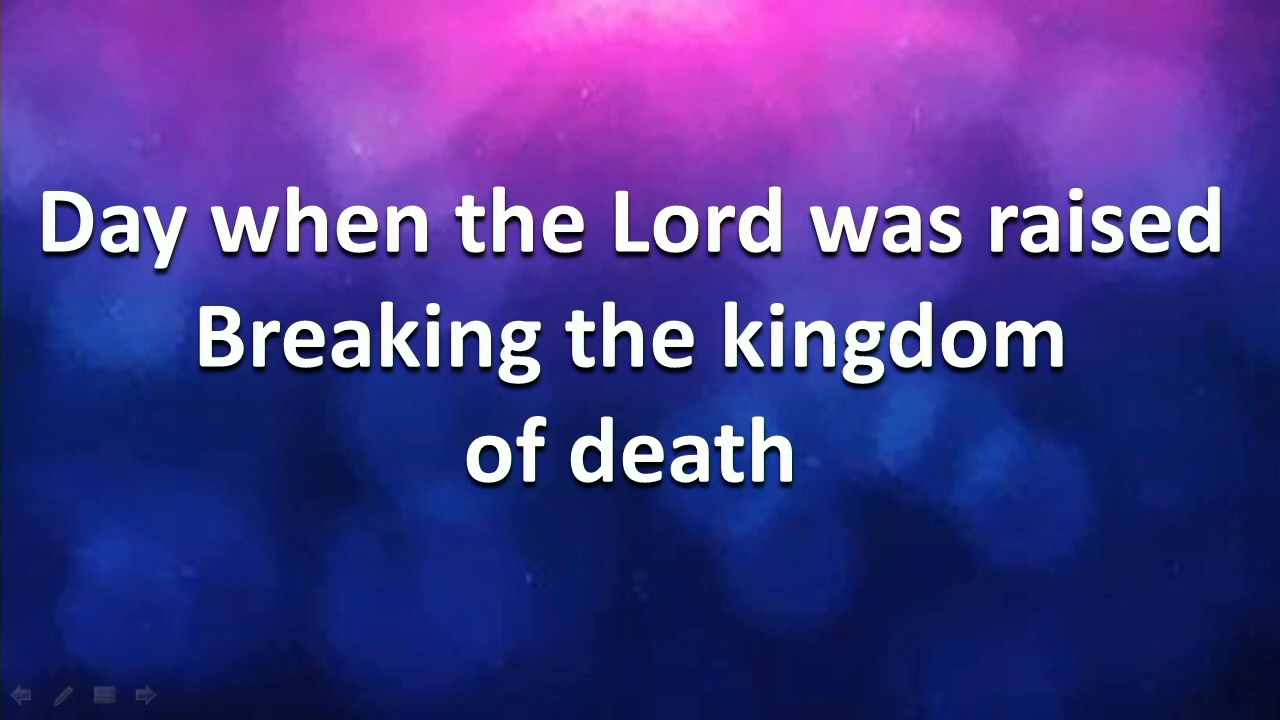 Day when the Lord was raised
Breaking the kingdom
of death